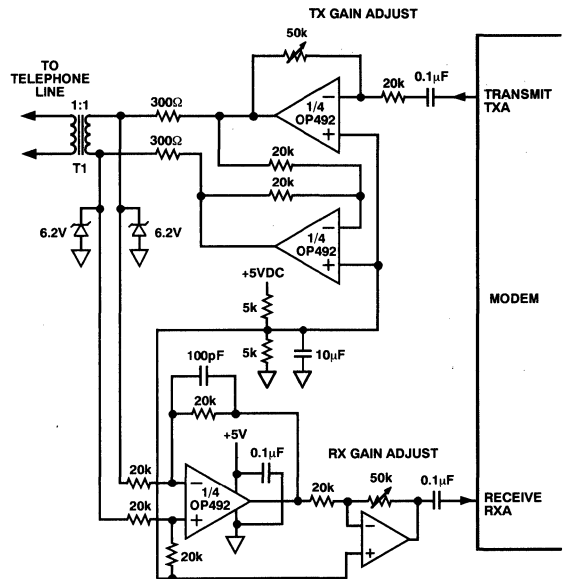 TX GAIN ADJUST
50k
TO
TELEPHONE
LINE
1:1
300Ω
300Ω
T1
6.2V
6.2V
1/4
OP492
20k
0.1µF
TRANSMIT
TXA
20k
20k
1/4
OP492
+5VDC
5k
5k
10µF
MODEM
100pF
20k
+5V
0.1µF
RX GAIN ADJUST
20k
20k
1/4
OP492
20k
50k
0.1µF
RECEIVE
RXA
20k